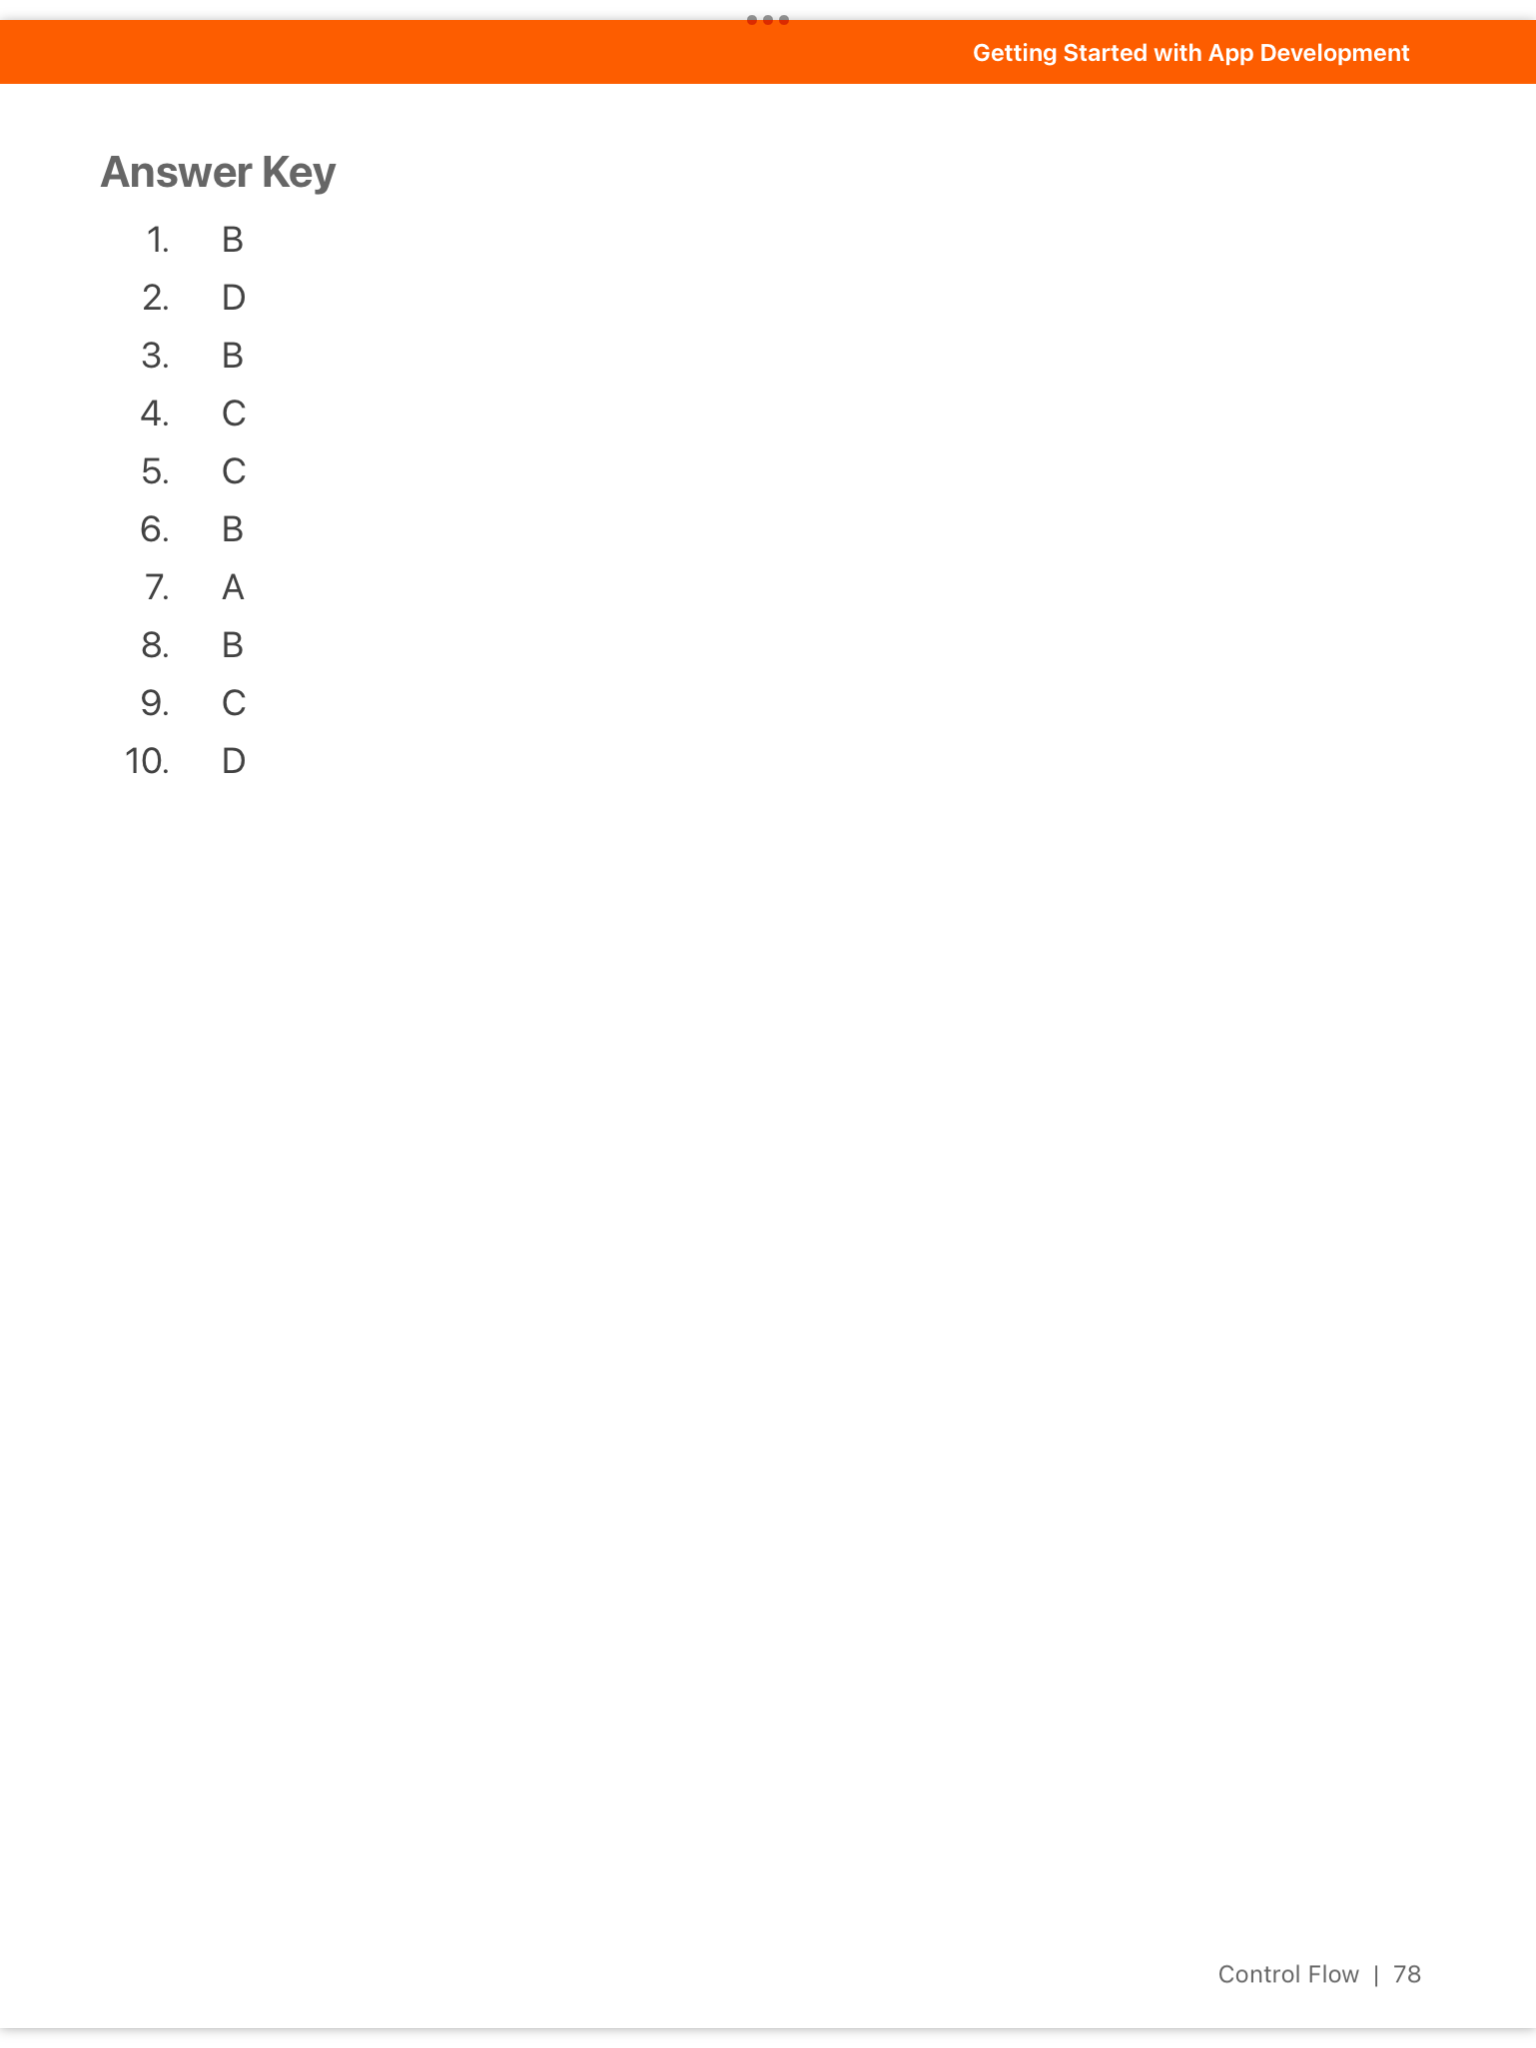 Getting Started with App Development
Answer Key
1. B
2. D
3. B
4. C
5. C
6. B
7. A
8. B
9. C
10. D
Control Flow | 78